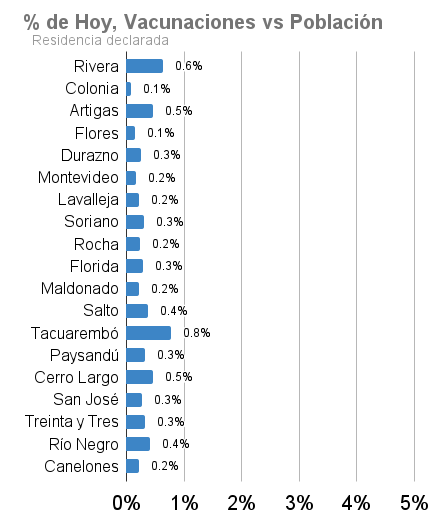 % de Hoy, Vacunaciones vs Población
Residencia declarada
Rivera 0.6%
Colonia 0.1%
Artigas 0.5%
Flores 0.1%
Durazno 0.3%
Montevideo 0.2%
Lavalleja 0.2%
Soriano 0.3%
Rocha 0.2%
Florida 0.3%
Maldonado 0.2%
Salto 0.4%
Tacuarembó 0.8%
Paysandú 0.3%
Cerro Largo 0.5%
San José 0.3%
Treinta y Tres 0.3%
Río Negro 0.4%
Canelones 0.2%
0% 1% 2% 3% 4% 5%